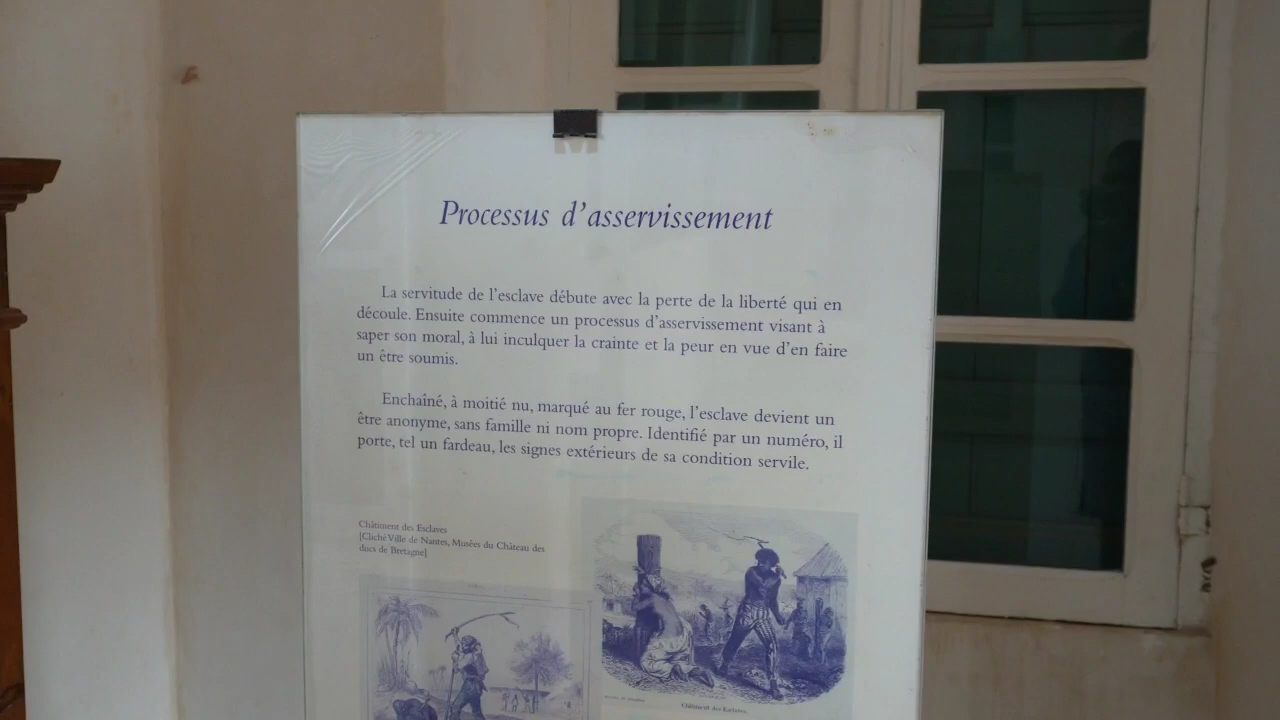 Processus d'asservissement
La servitude de l'esclave débute avec la perte de la liberté qui en
découle. Ensuite commence un processus d'asservissement visant à
saper son moral, à lui inculquer la crainte et la peur en vue d'en faire
un être soumis.
Enchaîné, à moitié nu, marqué au fer rouge, l'esclave devient un
être anonyme, sans famille ni nom propre. Identifié par un numéro, il
porte, tel un fardeau, les signes extérieurs de sa condition servile.
Châtiment des Esclaves
[Cliché Ville de Nantes, Musées du Château des
ducs de Bretagne]
Châtiment des Esclaves.